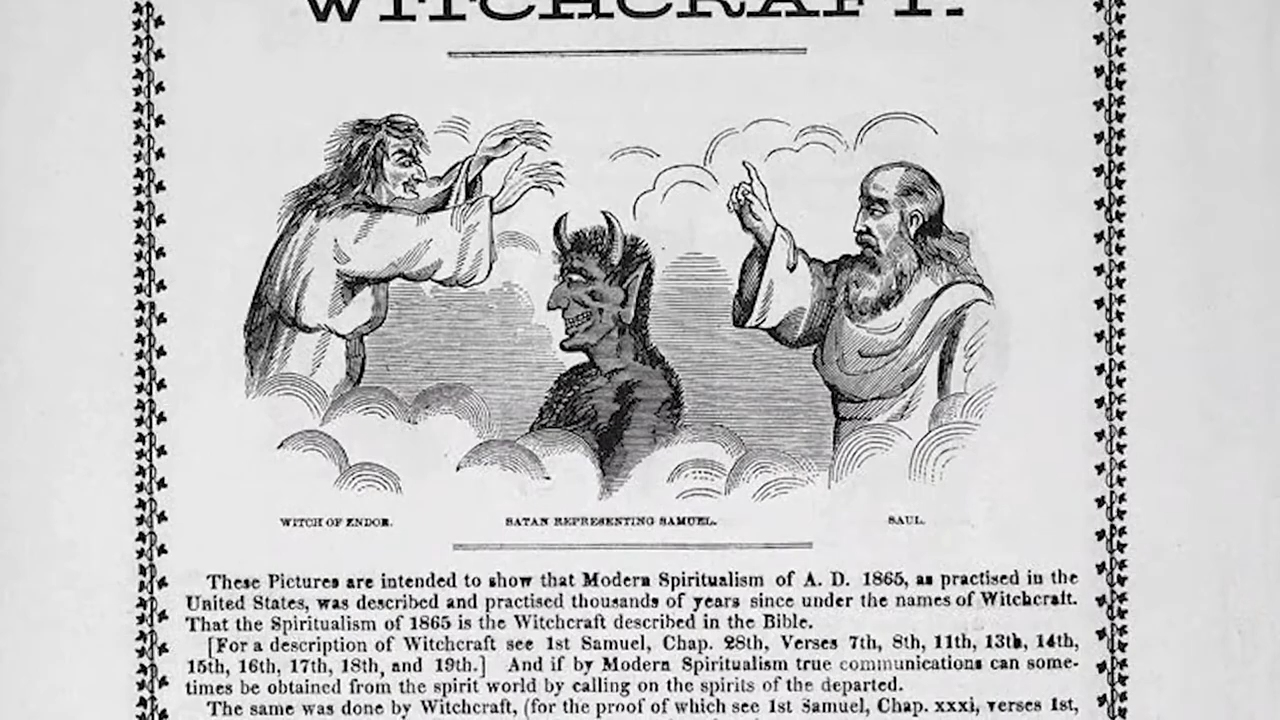 WITCHCRAFT.
WITCH OF ENDOR.
SATAN REPRESENTING SAMUEL.
SAUL.
These Pictures are intended to show that Modern Spiritualism of A. D. 1865, as practised in the
United States, was described and practised thousands of years since under the names of Witchcraft.
That the Spiritualism of 1865 is the Witchcraft described in the Bible.
[For a description of Witchcraft see 1st Samuel, Chap. 28th, Verses 7th, 8th, 11th, 13th, 14th,
15th, 16th, 17th, 18th, and 19th.] And if by Modern Spiritualism true communications can some-
times be obtained from the spirit world by calling on the spirits of the departed.
The same was done by Witchcraft, (for the proof of which see 1st Samuel, Chap. xxxi, verses 1st,